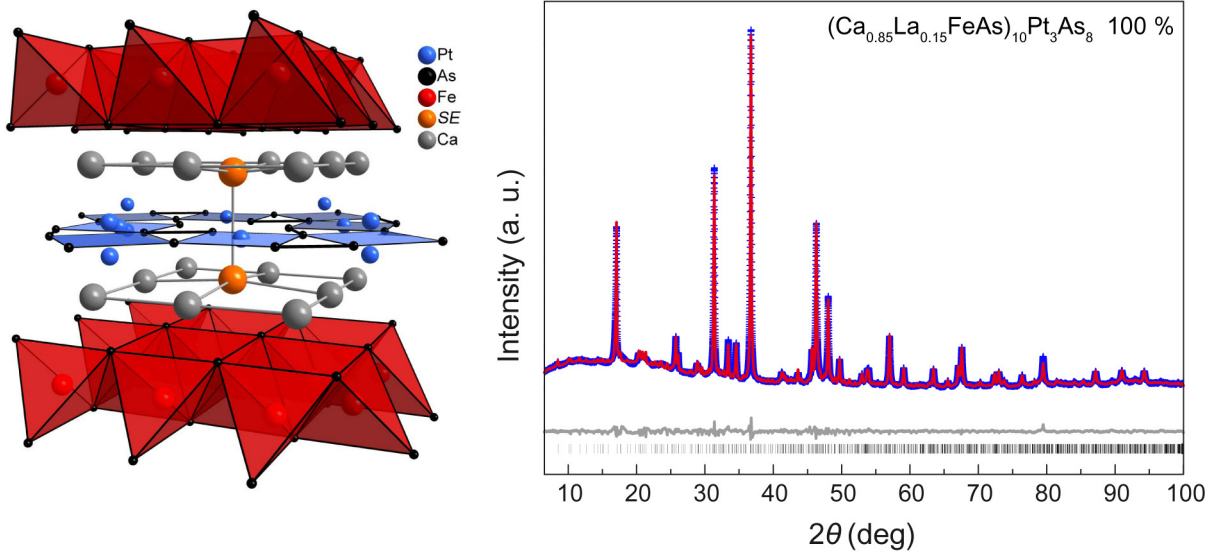 Pt
As
Fe
SE
Ca
(Ca₀.₈₅La₀.₁₅FeAs)₁₀Pt₃As₈ 100 %
Intensity (a. u.)
10 20 30 40 50 60 70 80 90 100
2θ (deg)